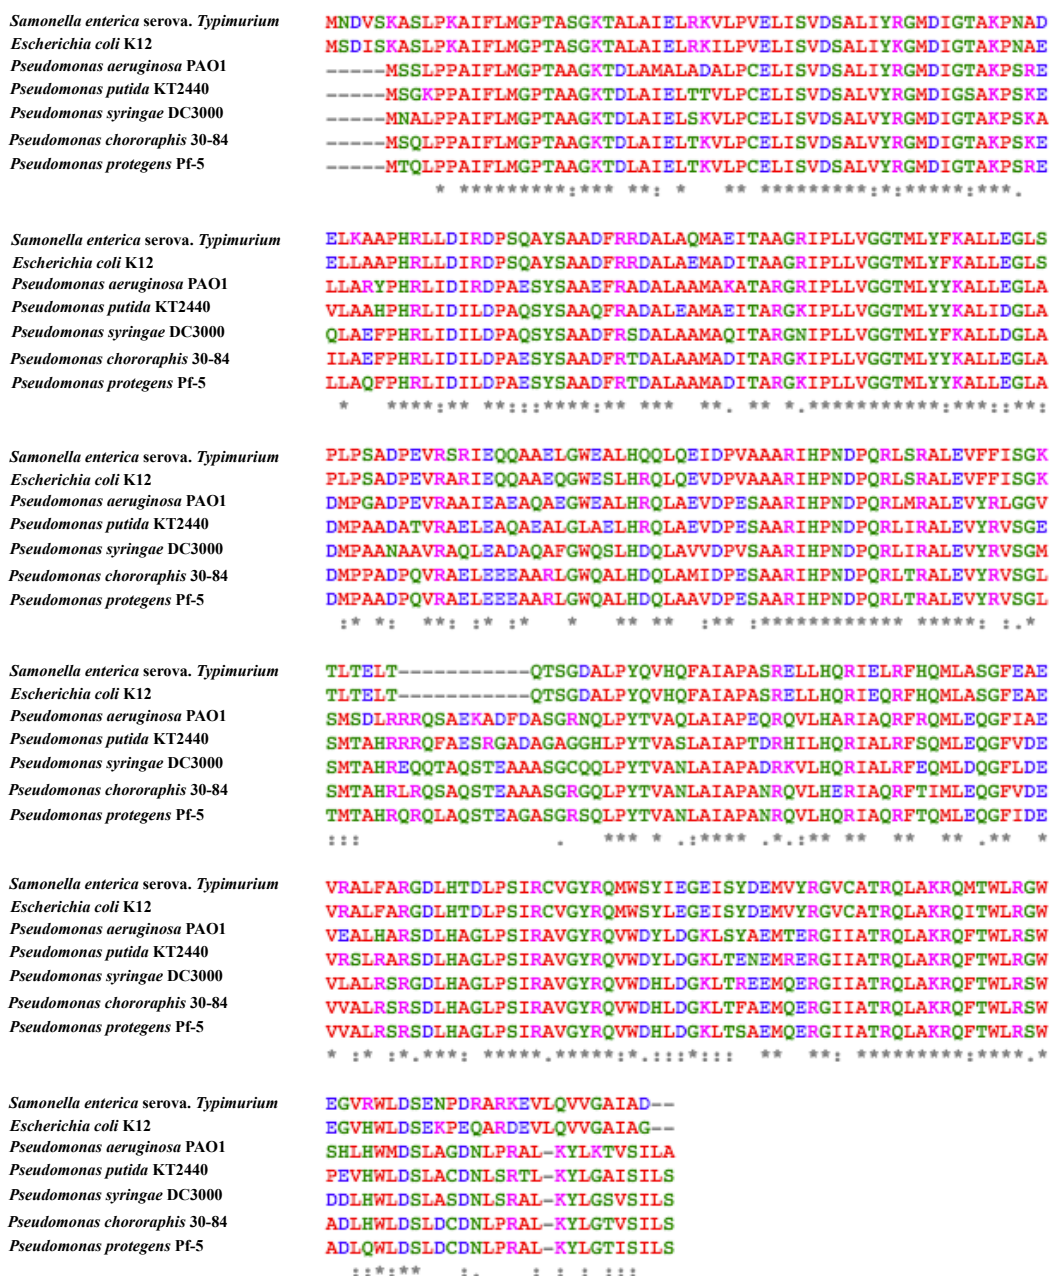 Samonella enterica serova. Typimurium MNDVSKASLPKAIFLMGPTASGKTALAIELRKVLPVELISVDSALIYRGMDIGTAKPNAD
Escherichia coli K12 MSDISKASLPKAIFLMGPTASGKTALAIELRKILPVELISVDSALIYKGMDIGTAKPNAE
Pseudomonas aeruginosa PAO1 -----MSSLPPAIFLMGPTAAGKTDLAMALADALPCELISVDSALIYRGMDIGTAKPSRE
Pseudomonas putida KT2440 -----MSGKPPAIFLMGPTAAGKTDLAIELTTVLPCELISVDSALVYRGMDIGSAKPSKE
Pseudomonas syringae DC3000 -----MNALPPAIFLMGPTAAGKTDLAIELSKVLPCELISVDSALVYRGMDIGTAKPSKA
Pseudomonas chororaphis 30-84 -----MSQLPPAIFLMGPTAAGKTDLAIELTKVLPCELISVDSALVYRGMDIGTAKPSKE
Pseudomonas protegens Pf-5 -----MTQLPPAIFLMGPTAAGKTDLAIELTKVLPCELISVDSALVYRGMDIGTAKPSRE
* *********:*** **: * ** *********:*:*****:***.
Samonella enterica serova. Typimurium ELKAAPHRLLDIRDPSQAYSAADFRRDALAQMAEITAAGRIPLLVGGTMLYFKALLEGLS
Escherichia coli K12 ELLAAPHRLLDIRDPSQAYSAADFRRDALAEMADITAAGRIPLLVGGTMLYFKALLEGLS
Pseudomonas aeruginosa PAO1 LLARYPHRLIDIRDPAESYSAAEFRADALAAMAKATARGRIPLLVGGTMLYYKALLEGLA
Pseudomonas putida KT2440 VLAAHPHRLIDILDPAQSYSAAQFRADALEAMAEITARGKIPLLVGGTMLYYKALIDGLA
Pseudomonas syringae DC3000 QLAEFPHRLIDILDPAQSYSAADFRSDALAAMAQITARGNIPLLVGGTMLYFKALLDGLA
Pseudomonas chororaphis 30-84 ILAEFPHRLIDILDPAESYSAADFRTDALAAMADITARGKIPLLVGGTMLYYKALLEGLA
Pseudomonas protegens Pf-5 LLAQFPHRLIDILDPAESYSAADFRTDALAAMADITARGKIPLLVGGTMLYYKALLEGLA
* ****:** **:::****:** *** **. ** *.***********:***::**:
Samonella enterica serova. Typimurium PLPSADPEVRSRIEQQAAELGWEALHQQLQEIDPVAAARIHPNDPQRLSRALEVFFISGK
Escherichia coli K12 PLPSADPEVRARIEQQAAEQGWESLHRQLQEVDPVAAARIHPNDPQRLSRALEVFFISGK
Pseudomonas aeruginosa PAO1 DMPGADPEVRAAIEAEAQAEGWEALHRQLAEVDPESAARIHPNDPQRLMRALEVYRLGGV
Pseudomonas putida KT2440 DMPAADATVRAELEAQAEALGLAELHRQLAEVDPESAARIHPNDPQRLIRALEVYRVSGE
Pseudomonas syringae DC3000 DMPAANAAVRAQLEADAQAFGWQSLHDQLAVVDPVSAARIHPNDPQRLIRALEVYRVSGM
Pseudomonas chororaphis 30-84 DMPPADPQVRAELEEEAARLGWQALHDQLAMIDPESAARIHPNDPQRLTRALEVYRVSGL
Pseudomonas protegens Pf-5 DMPAADPQVRAELEEEAARLGWQALHDQLAAVDPESAARIHPNDPQRLTRALEVYRVSGL
:* *: **: :* :* * ** ** :** :************ *****: :.*
Samonella enterica serova. Typimurium TLTELT-----------QTSGDALPYQVHQFAIAPASRELLHQRIELRFHQMLASGFEAE
Escherichia coli K12 TLTELT-----------QTSGDALPYQVHQFAIAPASRELLHQRIEQRFHQMLASGFEAE
Pseudomonas aeruginosa PAO1 SMSDLRRRQSAEKADFDASGRNQLPYTVAQLAIAPEQRQVLHARIAQRFRQMLEQGFIAE
Pseudomonas putida KT2440 SMTAHRRRQFAESRGADAGAGGHLPYTVASLAIAPTDRHILHQRIALRFSQMLEQGFVDE
Pseudomonas syringae DC3000 SMTAHREQQTAQSTEAAASGCQQLPYTVANLAIAPADRKVLHQRIALRFEQMLDQGFLDE
Pseudomonas chororaphis 30-84 SMTAHRLRQSAQSTEAAASGRGQLPYTVANLAIAPANRQVLHERIAQRFTIMLEQGFVDE
Pseudomonas protegens Pf-5 TMTAHRQRQLAQSTEAGASGRSQLPYTVANLAIAPANRQVLHQRIAQRFTQMLEQGFIDE
::: . *** * .:**** .*.:** ** ** ** .** *
Samonella enterica serova. Typimurium VRALFARGDLHTDLPSIRCVGYRQMWSYIEGEISYDEMVYRGVCATRQLAKRQMTWLRGW
Escherichia coli K12 VRALFARGDLHTDLPSIRCVGYRQMWSYLEGEISYDEMVYRGVCATRQLAKRQITWLRGW
Pseudomonas aeruginosa PAO1 VEALHARSDLHAGLPSIRAVGYRQVWDYLDGKLSYAEMTERGIIATRQLAKRQFTWLRSW
Pseudomonas putida KT2440 VRSLRARSDLHAGLPSIRAVGYRQVWDYLDGKLTENEMRERGIIATRQLAKRQFTWLRGW
Pseudomonas syringae DC3000 VLALRSRGDLHAGLPSIRAVGYRQVWDHLDGKLTREEMQERGIIATRQLAKRQFTWLRSW
Pseudomonas chororaphis 30-84 VVALRSRSDLHAGLPSIRAVGYRQVWDHLDGKLTFAEMQERGIIATRQLAKRQFTWLRSW
Pseudomonas protegens Pf-5 VVALRSRSDLHAGLPSIRAVGYRQVWDHLDGKLTSAEMQERGIIATRQLAKRQFTWLRSW
* :* :*.***: *****.*****:*.:::*::: ** **: *********:****.*
Samonella enterica serova. Typimurium EGVRWLDSENPDRARKEVLQVVGAIAD--
Escherichia coli K12 EGVHWLDSEKPEQARDEVLQVVGAIAG--
Pseudomonas aeruginosa PAO1 SHLHWMDSLAGDNLPRAL-KYLKTVSILA
Pseudomonas putida KT2440 PEVHWLDSLACDNLSRTL-KYLGAISILS
Pseudomonas syringae DC3000 DDLHWLDSLASDNLSRAL-KYLGSVSILS
Pseudomonas chororaphis 30-84 ADLHWLDSLDCDNLPRAL-KYLGTVSILS
Pseudomonas protegens Pf-5 ADLQWLDSLDCDNLPRAL-KYLGTISILS
::*:** :. : : : :::